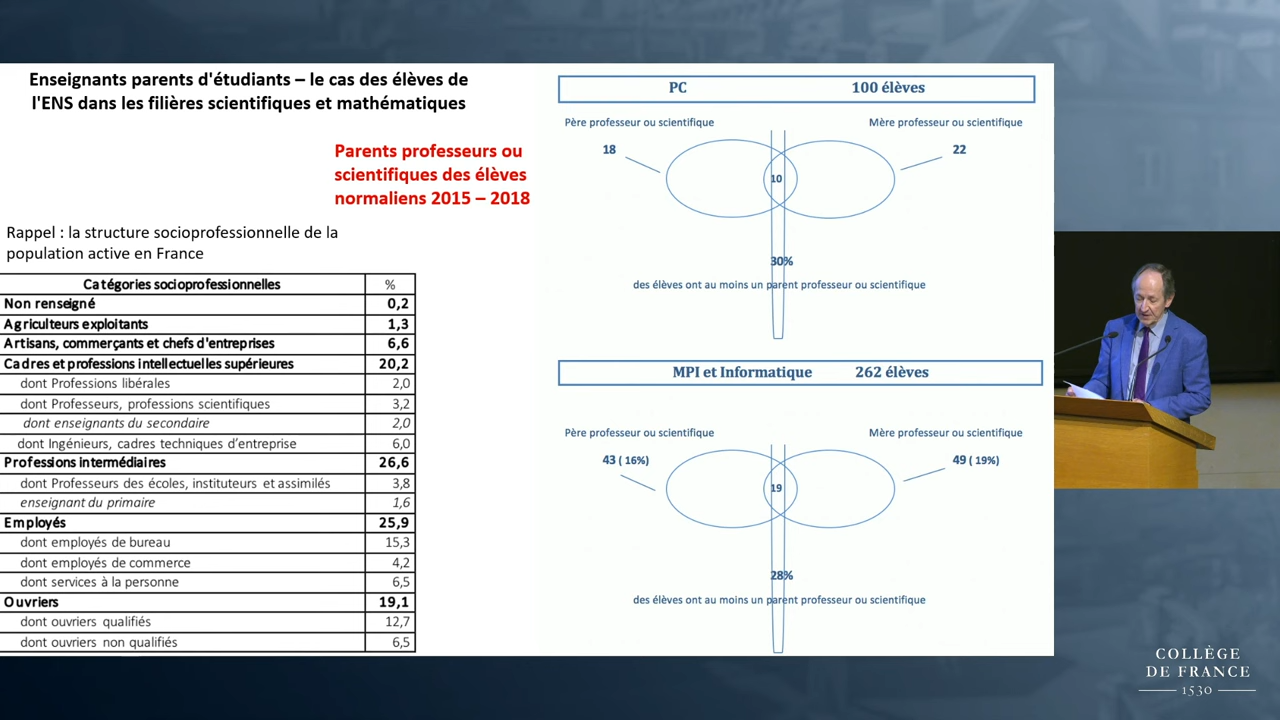 Enseignants parents d'étudiants – le cas des élèves de
l'ENS dans les filières scientifiques et mathématiques
Parents professeurs ou
scientifiques des élèves
normaliens 2015 – 2018
Rappel : la structure socioprofessionnelle de la
population active en France
Catégories socioprofessionnelles %
Non renseigné 0,2
Agriculteurs exploitants 1,3
Artisans, commerçants et chefs d'entreprises 6,6
Cadres et professions intellectuelles supérieures 20,2
dont Professions libérales 2,0
dont Professeurs, professions scientifiques 3,2
dont enseignants du secondaire 2,0
dont Ingénieurs, cadres techniques d'entreprise 6,0
Professions intermédiaires 26,6
dont Professeurs des écoles, instituteurs et assimilés 3,8
enseignant du primaire 1,6
Employés 25,9
dont employés de bureau 15,3
dont employés de commerce 4,2
dont services à la personne 6,5
Ouvriers 19,1
dont ouvriers qualifiés 12,7
dont ouvriers non qualifiés 6,5
PC 100 élèves
Père professeur ou scientifique Mère professeur ou scientifique
18 22
10
30%
des élèves ont au moins un parent professeur ou scientifique
MPI et Informatique 262 élèves
Père professeur ou scientifique Mère professeur ou scientifique
43 ( 16%) 49 ( 19%)
19
28%
des élèves ont au moins un parent professeur ou scientifique
COLLÈGE
DE FRANCE
1530